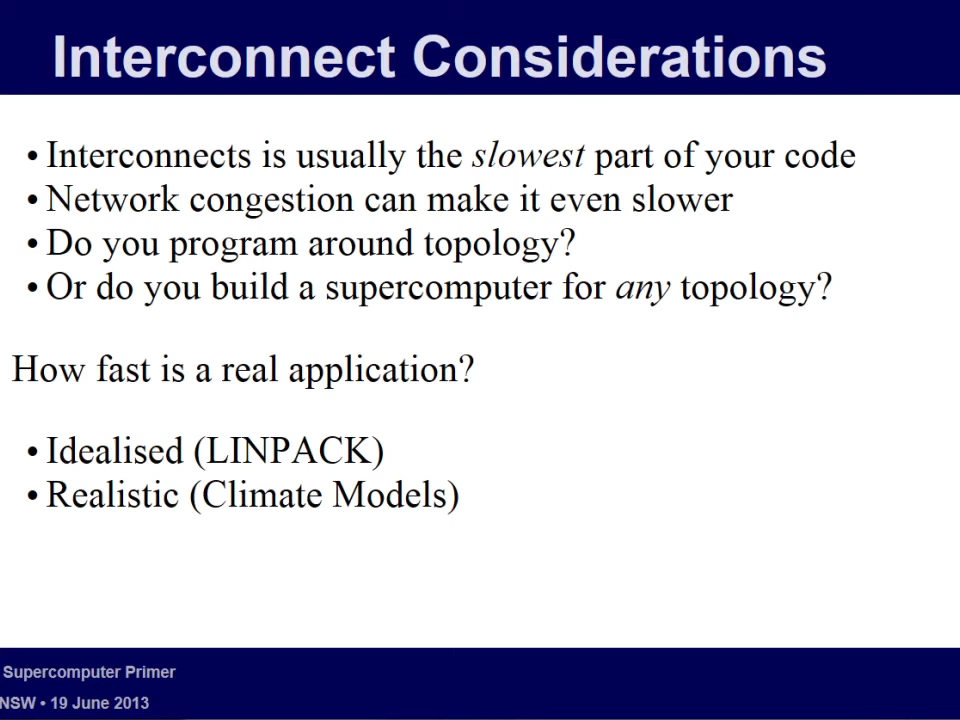 Interconnect Considerations
• Interconnects is usually the slowest part of your code
• Network congestion can make it even slower
• Do you program around topology?
• Or do you build a supercomputer for any topology?
How fast is a real application?
• Idealised (LINPACK)
• Realistic (Climate Models)
Supercomputer Primer
NSW • 19 June 2013